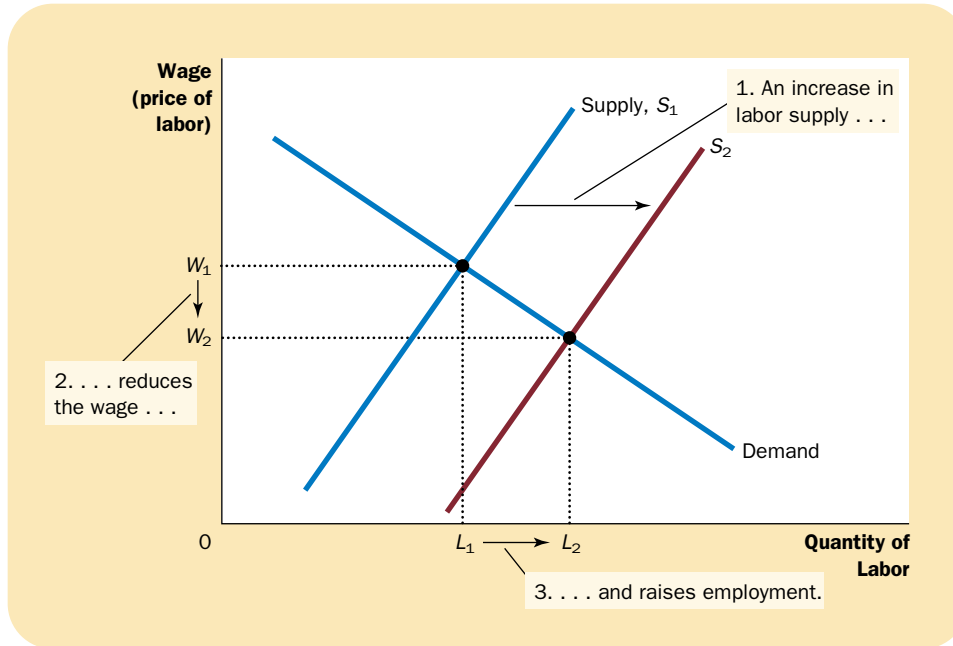 Wage
(price of
labor)
Supply, S₁
1. An increase in
labor supply . . .
S₂
W₁
W₂
2. . . . reduces
the wage . . .
Demand
0
L₁
L₂
Quantity of
Labor
3. . . . and raises employment.